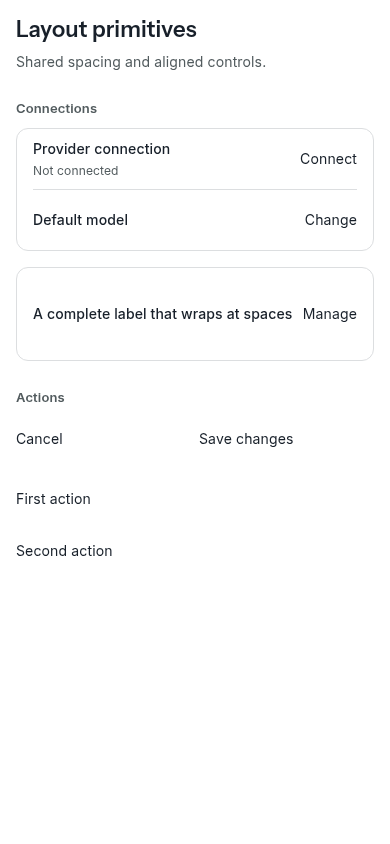 Layout primitives
Shared spacing and aligned controls.
Connections
Provider connection
Not connected
Connect
Default model
Change
A complete label that wraps at spaces
Manage
Actions
Cancel
Save changes
First action
Second action